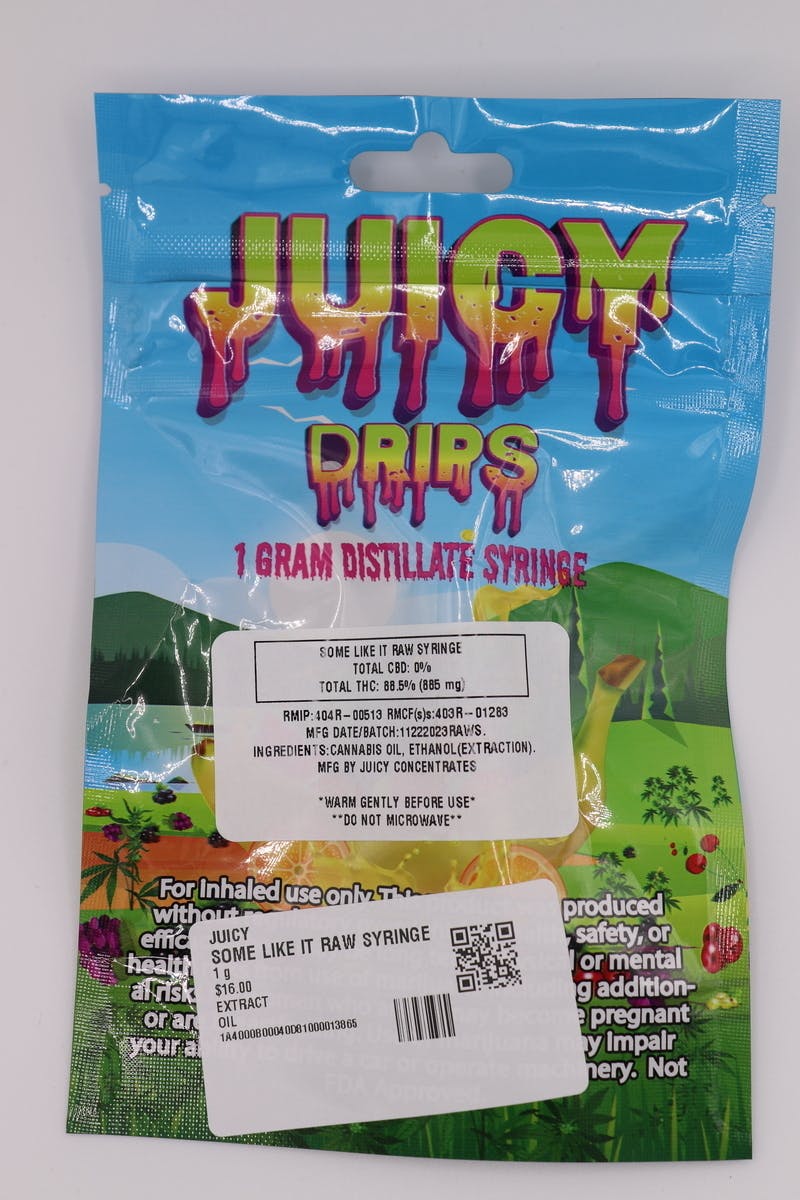 JUICY
DRIPS
1 GRAM DISTILLATE SYRINGE
SOME LIKE IT RAW SYRINGE
TOTAL CBD: 0%
TOTAL THC: 88.5% (885 mg)
RMIP:404R-00513 RMCF(s)s:403R--01283
MFG DATE/BATCH:11222023RAWS.
INGREDIENTS:CANNABIS OIL, ETHANOL(EXTRACTION).
MFG BY JUICY CONCENTRATES
*WARM GENTLY BEFORE USE*
**DO NOT MICROWAVE**
For inhaled use only. This produced
without safety, or
or mental
addition-
JUICY
SOME LIKE IT RAW SYRINGE
1 g
$16.00
EXTRACT
OIL
1A4000B00040D81000013865
become pregnant
your ability to drive a car or operate machinery. Not
may impair
FDA Approved